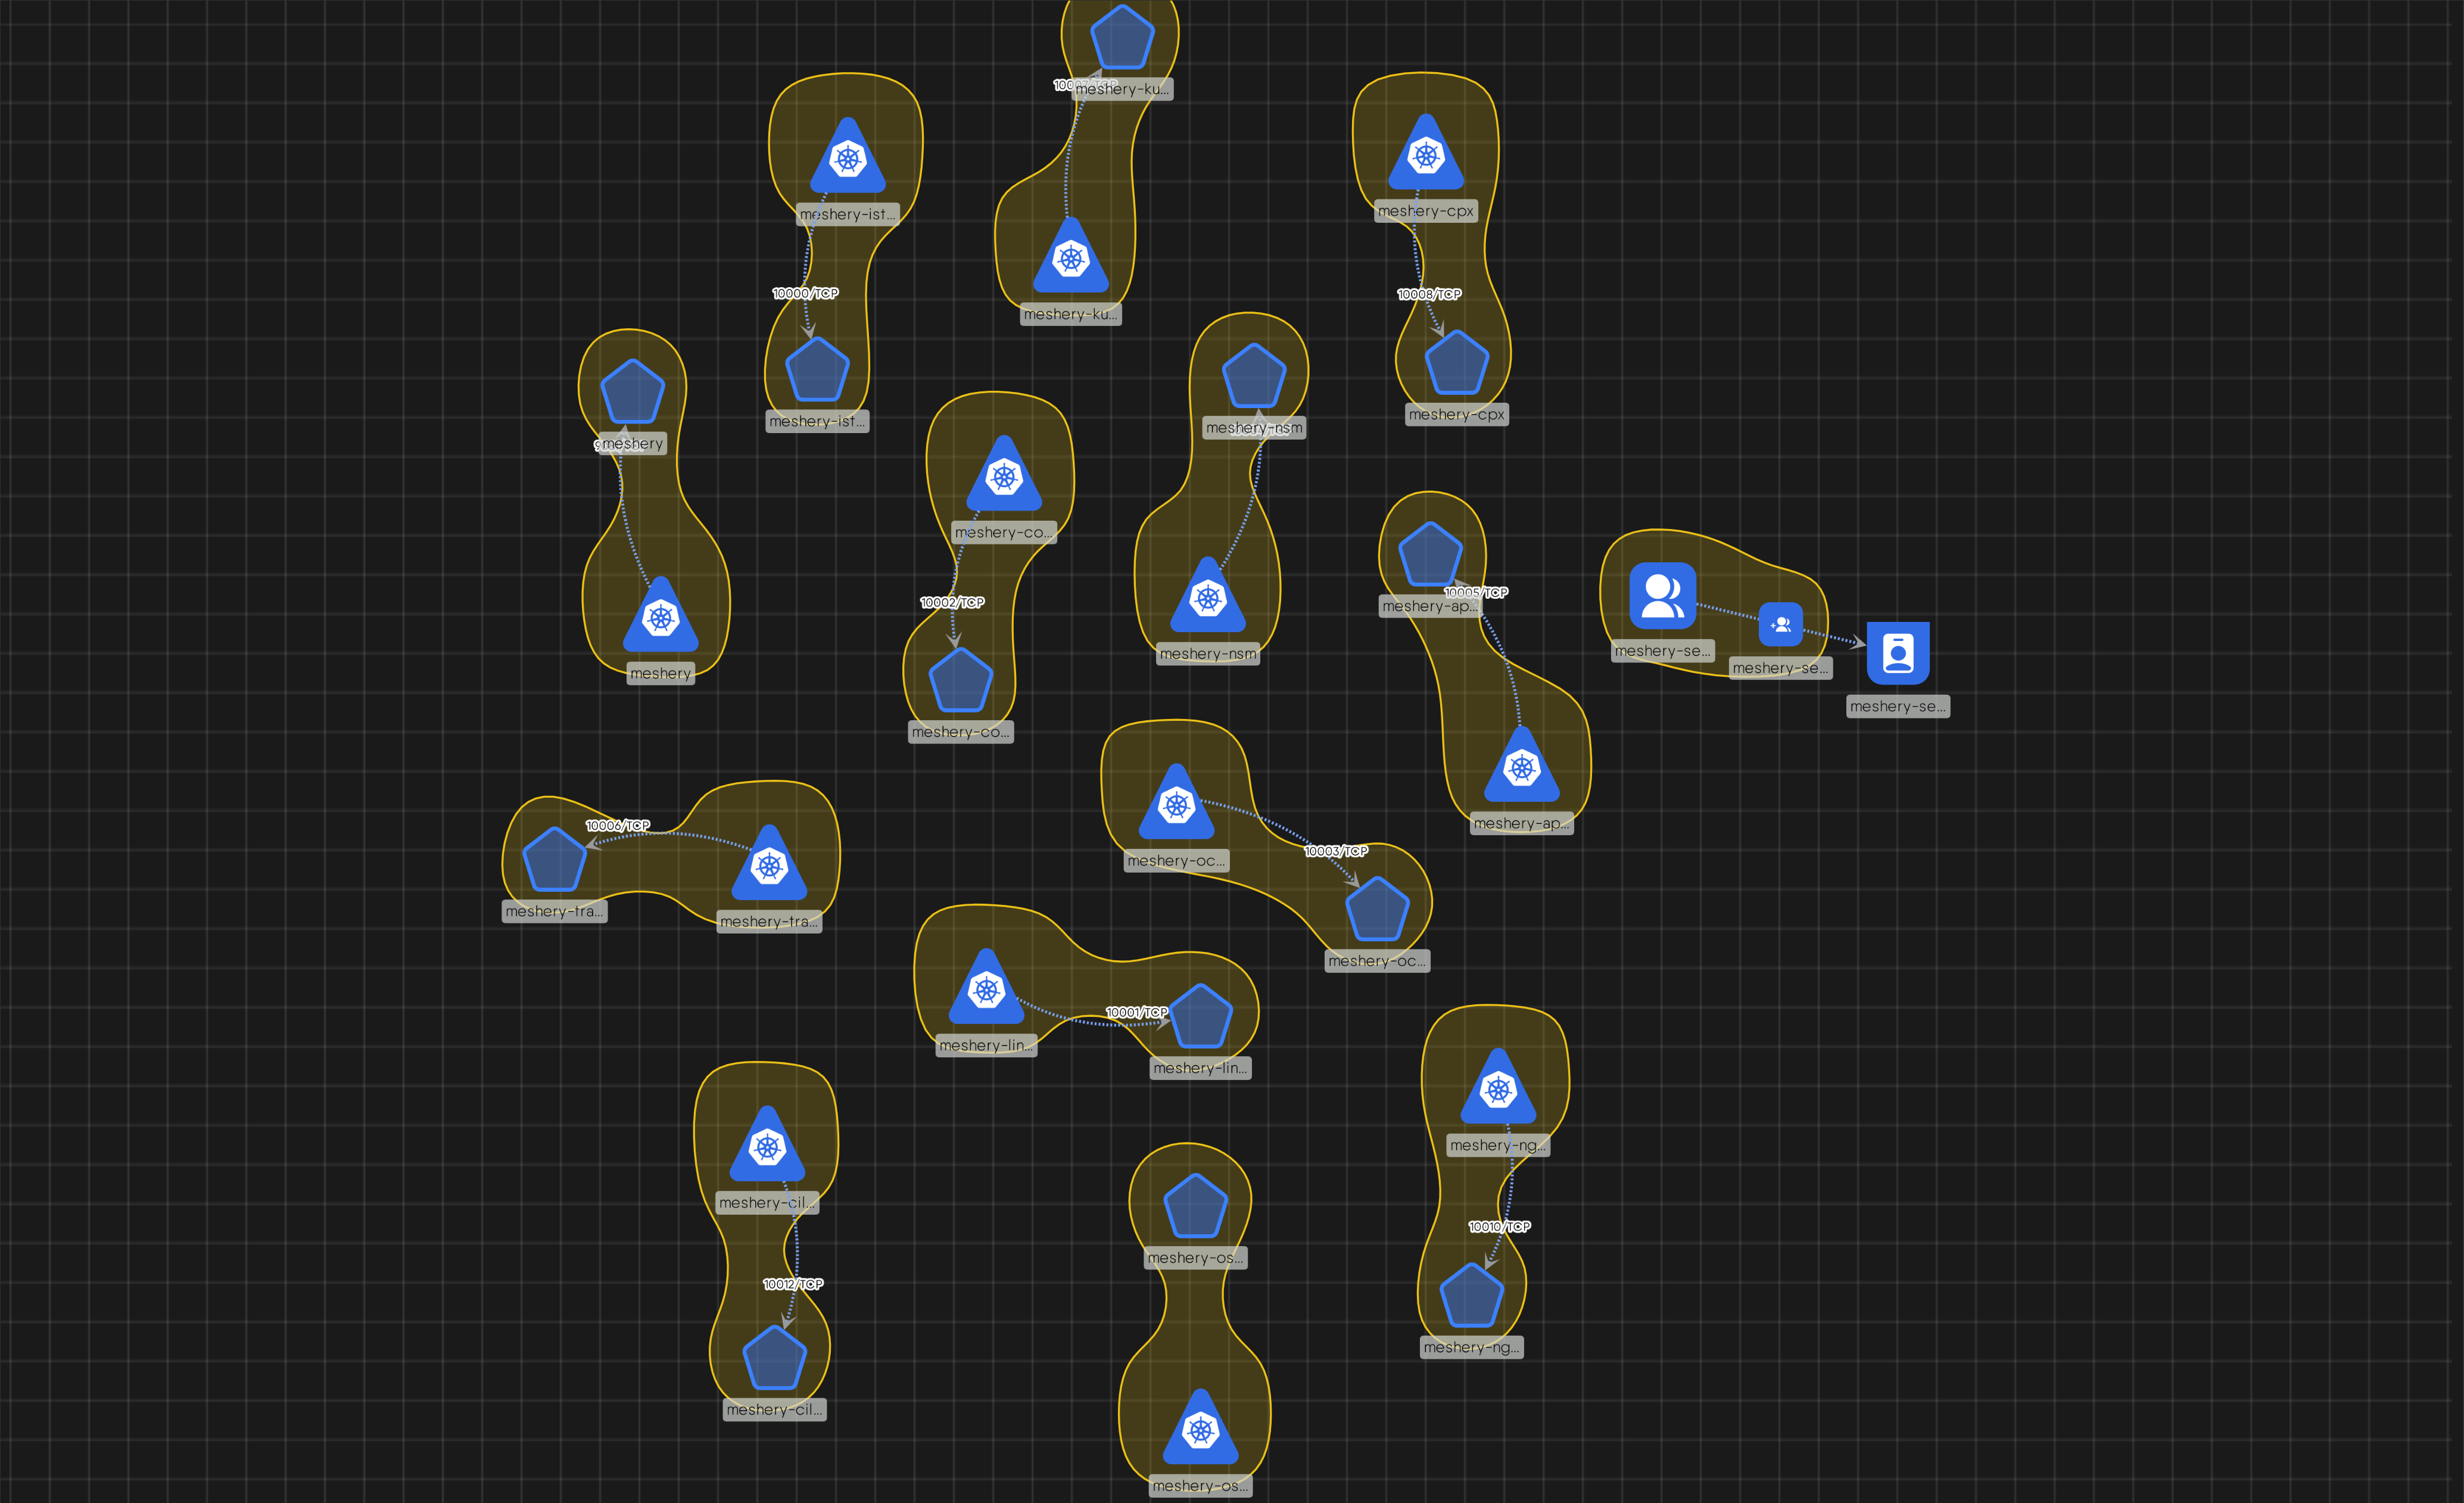 meshery-ku...
meshery-ist...
meshery-cpx
10000/TCP
10008/TCP
meshery-ku...
meshery-ist...
meshery-cpx
meshery
meshery-nsm
meshery-co...
10002/TCP
10005/TCP
meshery-ap...
meshery-se...
meshery-nsm
meshery-se...
meshery
meshery-se...
meshery-co...
10006/TCP
meshery-ap...
10003/TCP
meshery-oc...
meshery-tra...
meshery-tra...
meshery-oc...
10001/TCP
meshery-lin...
meshery-lin...
meshery-ng...
meshery-cil...
10010/TCP
meshery-os...
10012/TCP
meshery-ng...
meshery-cil...
meshery-os...